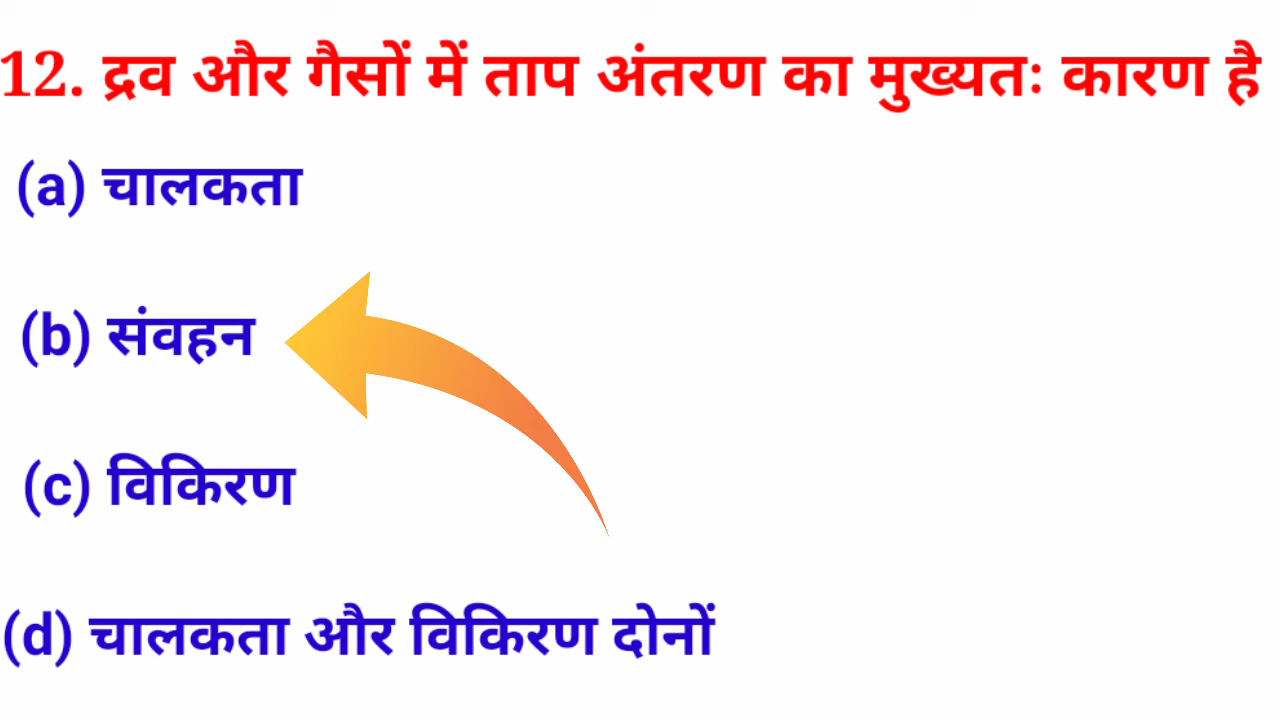 12. द्रव और गैसों में ताप अंतरण का मुख्यतः कारण है
(a) चालकता
(b) संवहन
(c) विकिरण
(d) चालकता और विकिरण दोनों